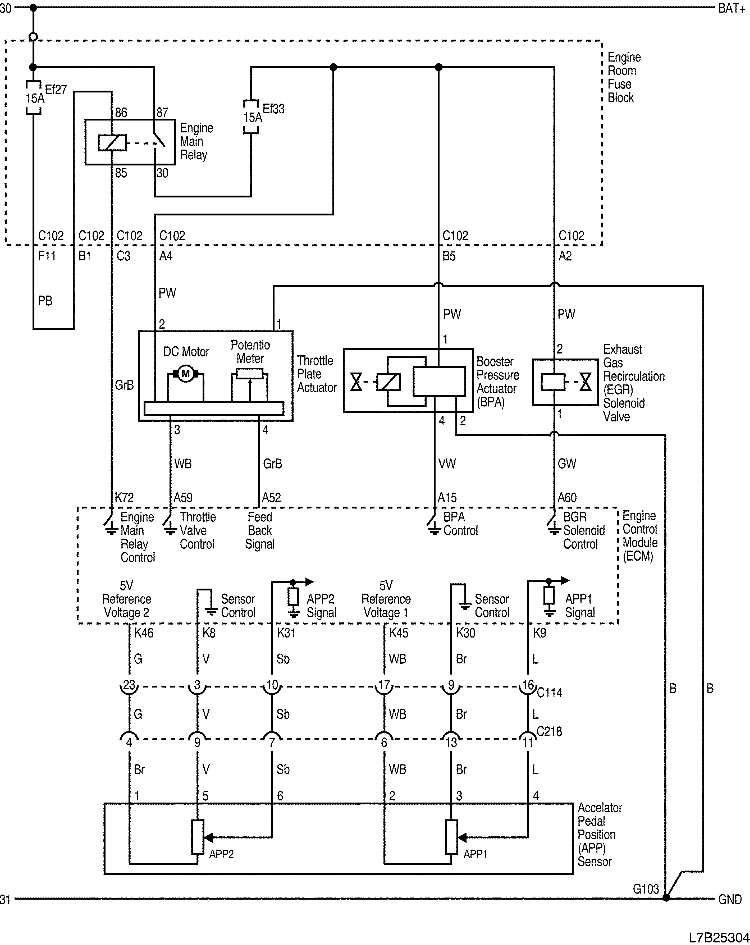 30 BAT+
Engine
Room
Fuse
Block
Ef27
15A
Ef33
15A
86 87
Engine
Main
Relay
85 30
C102 C102 C102 C102 C102 C102
F11 B1 C3 A4 B5 A2
PB PW PW PW
2 1 1 2
DC Motor
Potentio
Meter
M
Throttle
Plate
Actuator
Booster
Pressure
Actuator
(BPA)
Exhaust
Gas
Recirculation
(EGR)
Solenoid
Valve
GrB
3 4 4 2 1
WB GrB VW GW
K72 A59 A52 A15 A60
Engine
Main
Relay
Control
Throttle
Valve
Control
Feed
Back
Signal
BPA
Control
BGR
Solenoid
Control
Engine
Control
Module
(ECM)
5V
Reference
Voltage 2
Sensor
Control
APP2
Signal
5V
Reference
Voltage 1
Sensor
Control
APP1
Signal
K46 K8 K31 K45 K30 K9
G V Sb WB Br L
23 3 10 17 9 16 C114
B B
G V Sb WB Br L
C218
4 9 7 6 13 11
Br V Sb WB Br L
1 5 6 2 3 4
APP2 APP1
Accelator
Pedal
Position
(APP)
Sensor
G103
31 GND
L7B25304